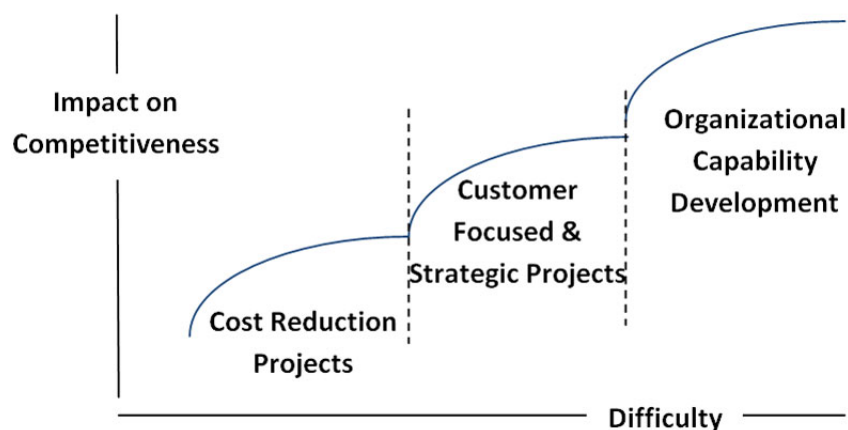 Impact on
Competitiveness
Organizational
Capability
Development
Customer
Focused &
Strategic Projects
Cost Reduction
Projects
Difficulty